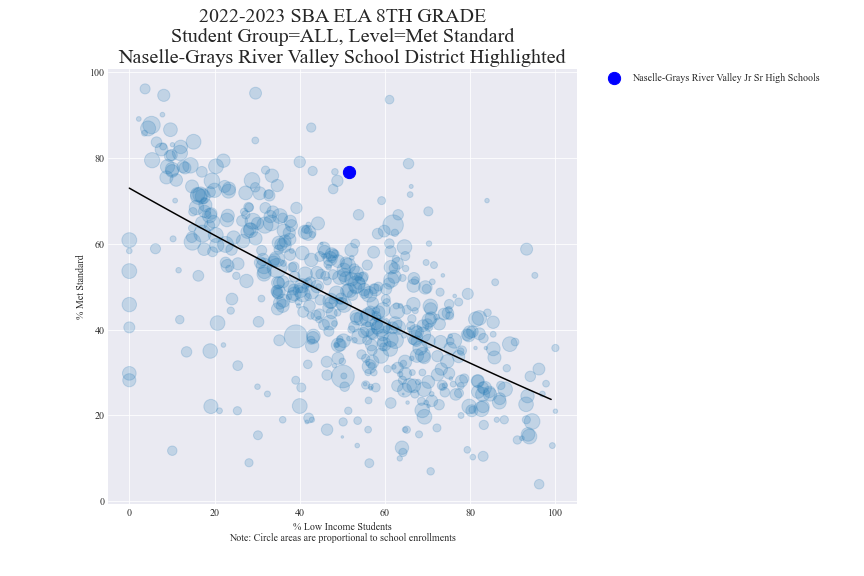 2022-2023 SBA ELA 8TH GRADE
Student Group=ALL, Level=Met Standard
Naselle-Grays River Valley School District Highlighted
Naselle-Grays River Valley Jr Sr High Schools
% Met Standard
100
80
60
40
20
0
0 20 40 60 80 100
% Low Income Students
Note: Circle areas are proportional to school enrollments